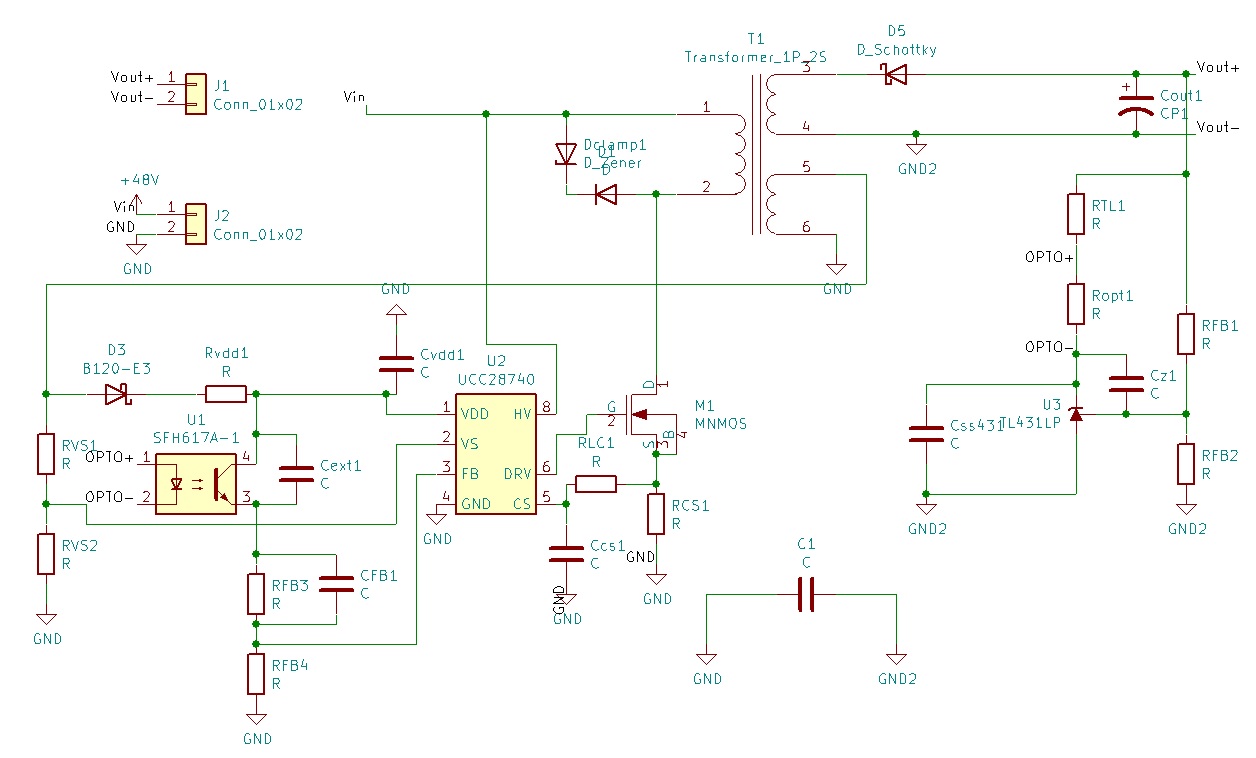 T1
Transformer_1P_2S
D5
D_Schottky
Vout+
Vout-
1
2
J1
Conn_01x02
Vin
1
2
3
4
5
6
Dclamp1
D_Zener
D1
D
GND2
GND
+
Cout1
CP1
Vout+
Vout-
+48V
Vin
GND
1
2
J2
Conn_01x02
GND
RTL1
R
OPTO+
Ropt1
R
OPTO-
RFB1
R
Cz1
C
U3
TL431LP
Css431
C
RFB2
R
GND2
GND2
GND
Cvdd1
C
D3
B120-E3
Rvdd1
R
U1
SFH617A-1
OPTO+
OPTO-
1
2
4
3
Cext1
C
RVS1
R
RVS2
R
GND
U2
UCC28740
1
2
3
4
VDD
VS
FB
GND
HV
DRV
CS
8
6
5
GND
G
2
D
1
S
3
B
4
M1
MNMOS
RLC1
R
RCS1
R
Ccs1
C
GND
GND
GND
GND
CFB1
C
RFB3
R
RFB4
R
GND
C1
C
GND
GND2